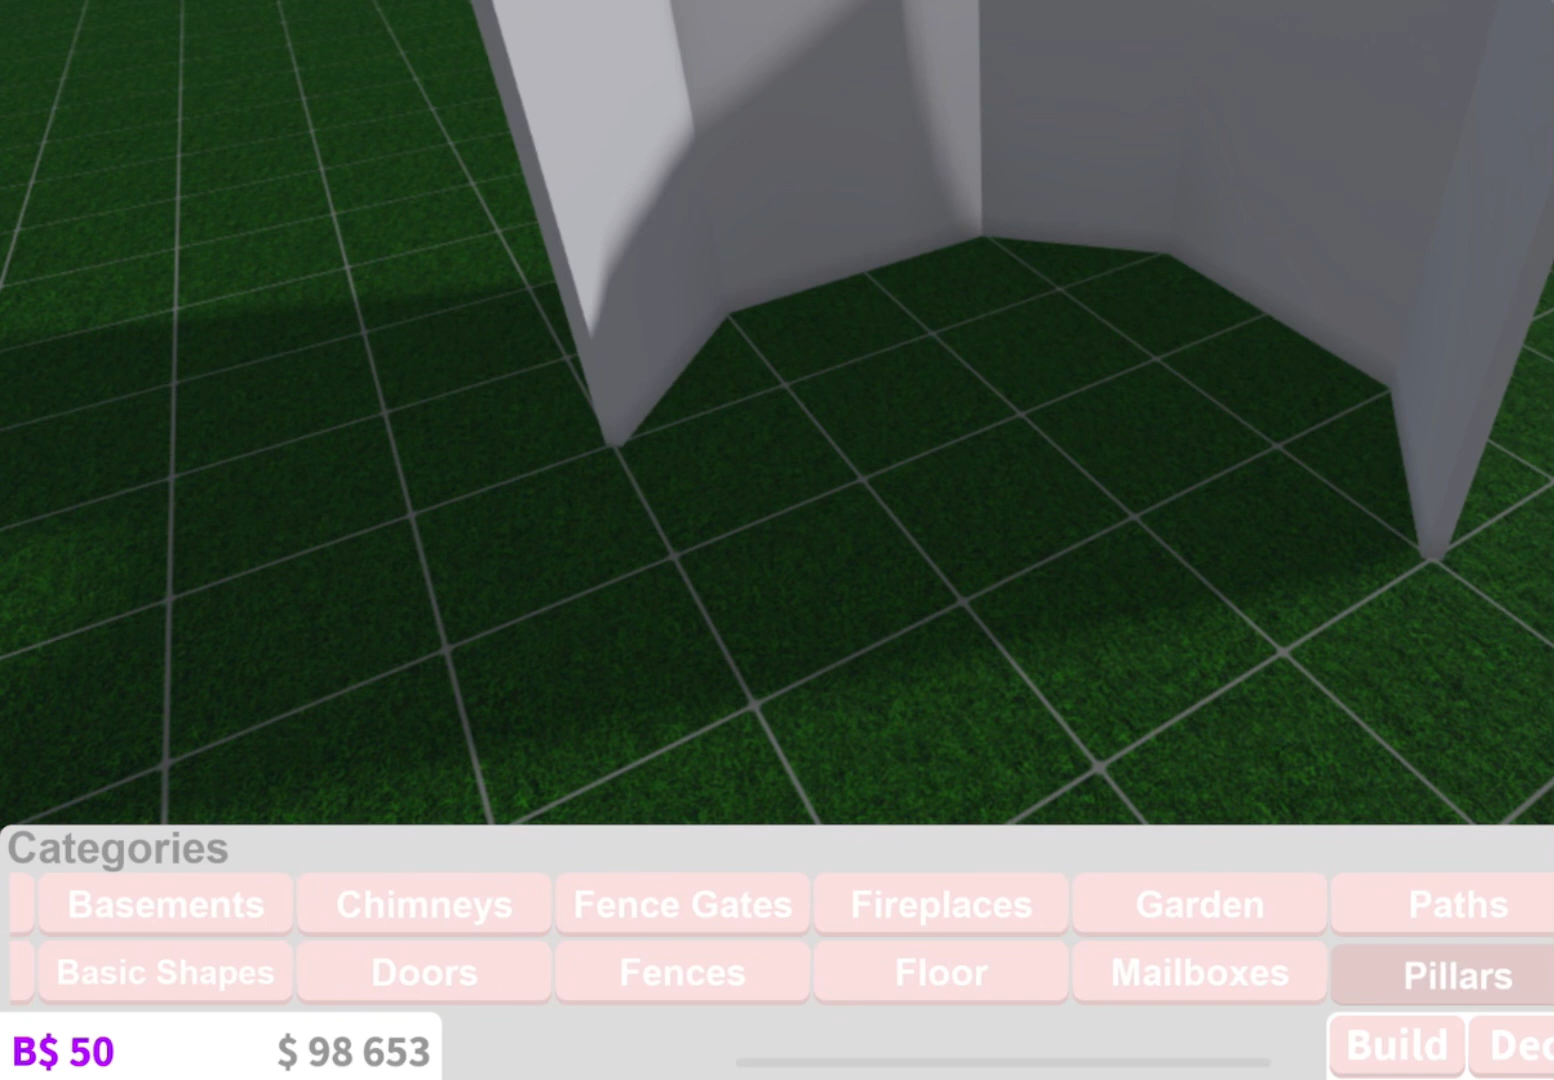 Categories
Basements Chimneys Fence Gates Fireplaces Garden Paths
Basic Shapes Doors Fences Floor Mailboxes Pillars
B$ 50 $ 98 653 Build